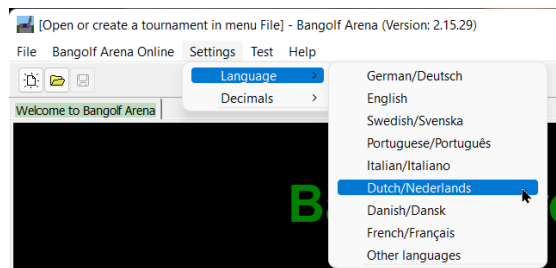 [Open or create a tournament in menu File] - Bangolf Arena (Version: 2.15.29)
File Bangolf Arena Online Settings Test Help
Language >
Decimals >
German/Deutsch
English
Swedish/Svenska
Portuguese/Português
Italian/Italiano
Dutch/Nederlands
Danish/Dansk
French/Français
Other languages
Welcome to Bangolf Arena